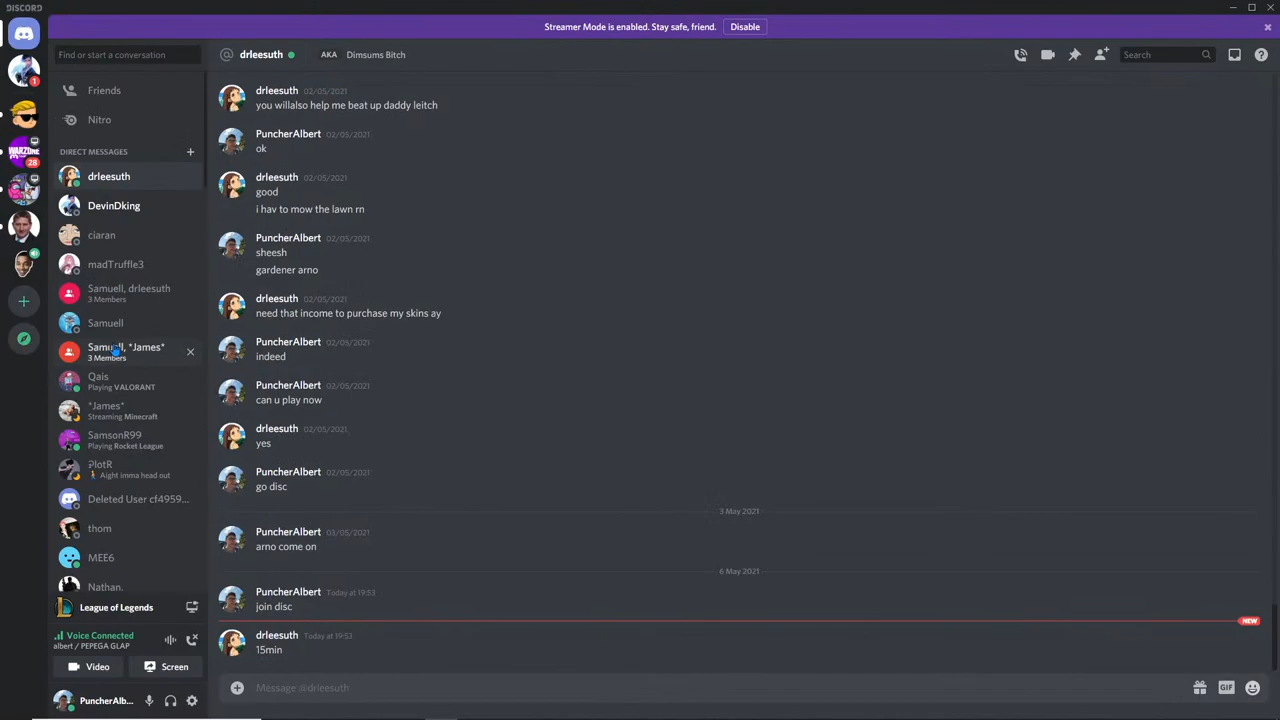 DISCORD
Streamer Mode is enabled. Stay safe, friend.
Disable
Find or start a conversation
Friends
Nitro
DIRECT MESSAGES
drleesuth
DevinDking
ciaran
madTruffle3
Samuell, drleesuth
3 Members
Samuell
Samuell, *James*
3 Members
Qais
Playing VALORANT
*James*
Streaming Minecraft
SamsonR99
Playing Rocket League
PlotR
Aight imma head out
Deleted User cf4959...
thom
MEE6
Nathan.
League of Legends
Voice Connected
albert / PEPEGA GLAP
Video
Screen
PuncherAlb...
1
WARZONE
28
drleesuth
AKA Dimsums Bitch
Search
drleesuth 02/05/2021
you willalso help me beat up daddy leitch
PuncherAlbert 02/05/2021
ok
drleesuth 02/05/2021
good
i hav to mow the lawn rn
PuncherAlbert 02/05/2021
sheesh
gardener arno
drleesuth 02/05/2021
need that income to purchase my skins ay
PuncherAlbert 02/05/2021
indeed
PuncherAlbert 02/05/2021
can u play now
drleesuth 02/05/2021
yes
PuncherAlbert 02/05/2021
go disc
3 May 2021
PuncherAlbert 03/05/2021
arno come on
6 May 2021
PuncherAlbert Today at 19:53
join disc
NEW
drleesuth Today at 19:53
15min
Message @drleesuth
GIF